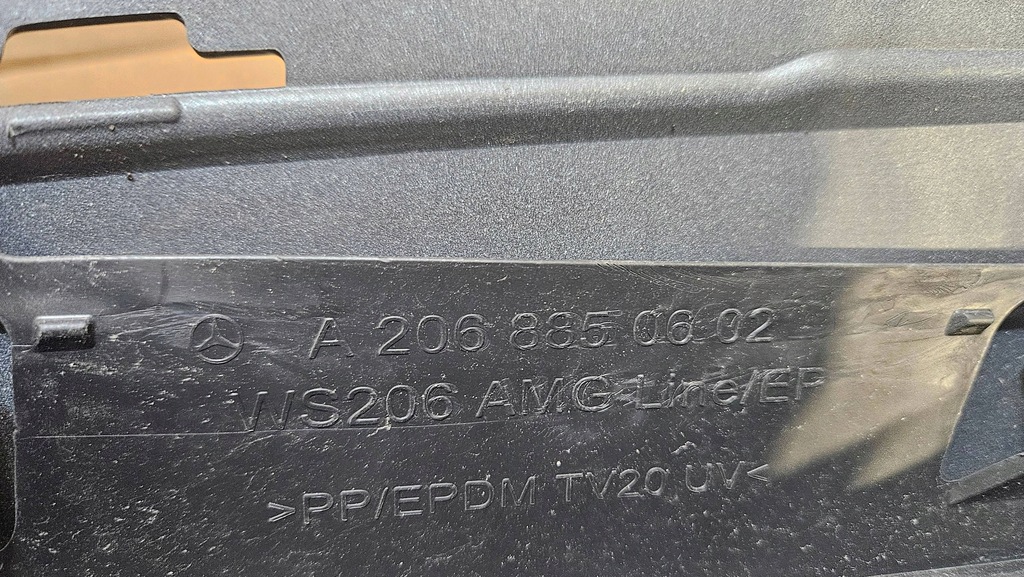 A 206 885 06 02
WS206 AMG-Line/EP
>PP/EPDM TV20 UV<